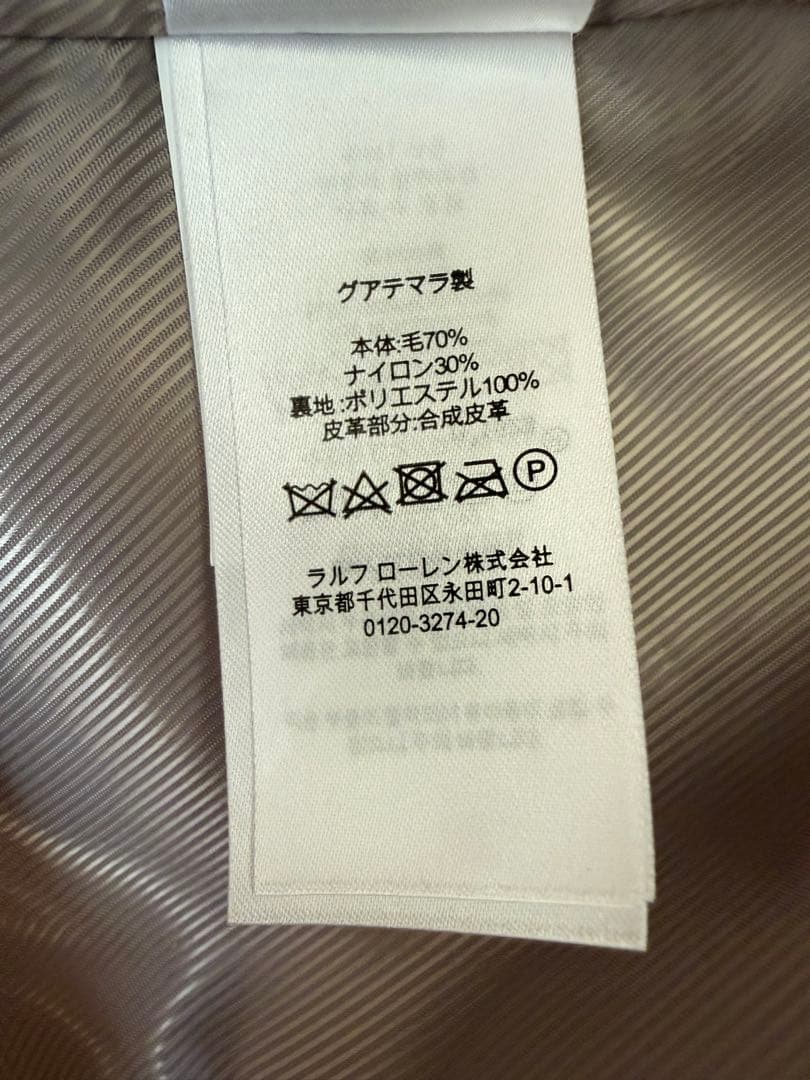 グアテマラ製
本体:毛70%
ナイロン30%
裏地:ポリエステル100%
皮革部分:合成皮革
P
ラルフ ローレン株式会社
東京都千代田区永田町2-10-1
0120-3274-20